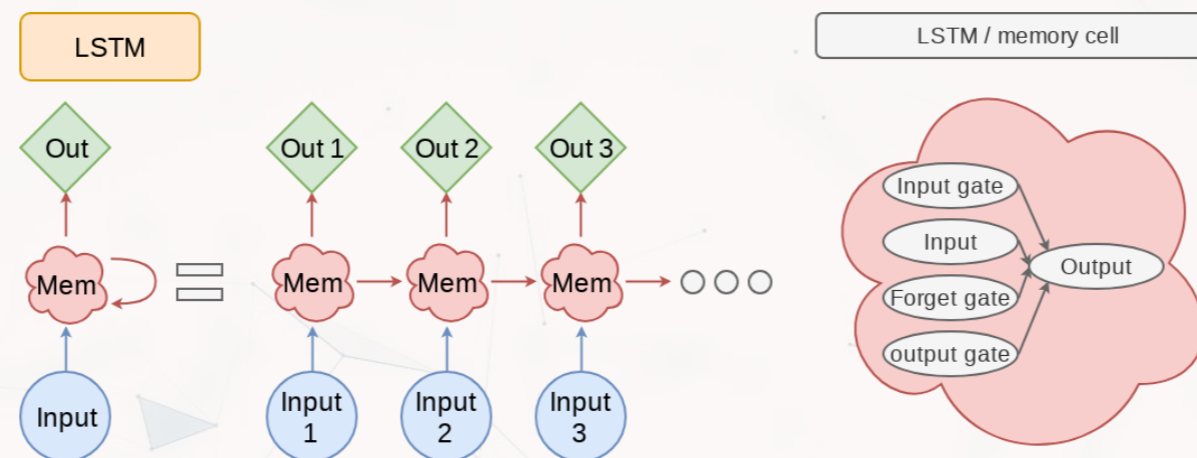 LSTM
LSTM / memory cell
Out
Out 1
Out 2
Out 3
Mem
Mem
Mem
Mem
Input
Input
1
Input
2
Input
3
Input gate
Input
Forget gate
output gate
Output